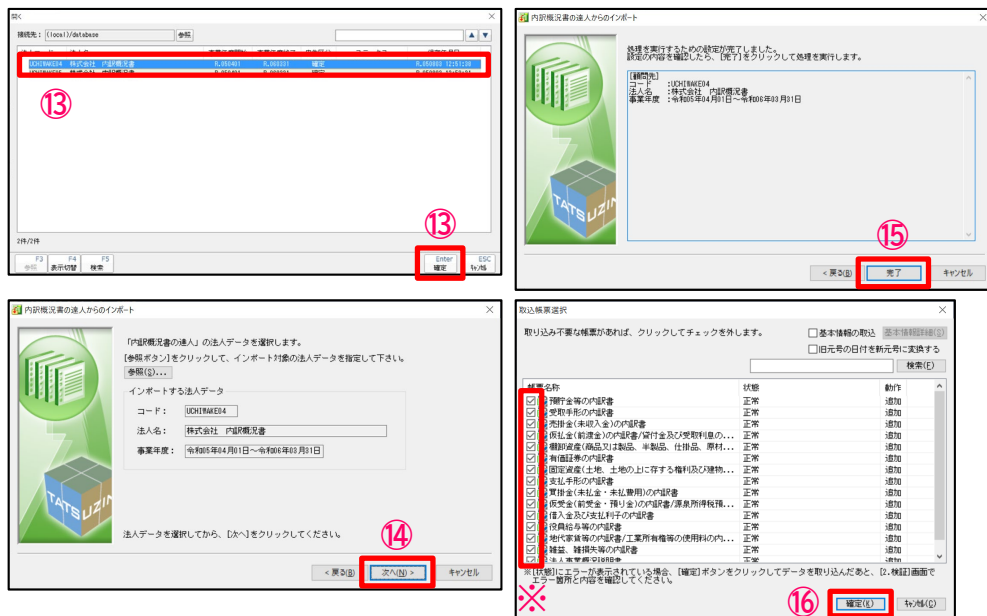 開く
接続先: (local)/database 参照
UCHIWAKE04 株式会社 内訳概況書 R.050401 R.060331 確定 R.050803 12:51:38
⑬
⑬
2件/2件
F3 F4 F5 Enter ESC
参照 表示切替 検索 確定 ｷｬﾝｾﾙ
内訳概況書の達人からのインポート
処理を実行するための設定が完了しました。
設定の内容を確認したら、[完了]をクリックして処理を実行します。
[顧問先]
コード :UCHIWAKE04
法人名 :株式会社 内訳概況書
事業年度 :令和05年04月01日～令和06年03月31日
TATSUZIN
⑮
< 戻る(B) 完了 キャンセル
内訳概況書の達人からのインポート
「内訳概況書の達人」の法人データを選択します。
[参照ボタン]をクリックして、インポート対象の法人データを指定して下さい。
参照(S)...
インポートする法人データ
コード: UCHIWAKE04
法人名: 株式会社 内訳概況書
事業年度: 令和05年04月01日～令和06年03月31日
TATSUZIN
法人データを選択してから、[次へ]をクリックしてください。
⑭
< 戻る(B) 次へ(N) > キャンセル
取込帳票選択
取り込み不要な帳票があれば、クリックしてチェックを外します。
基本情報の取込 基本情報詳細(S)
旧元号の日付を新元号に変換する
検索(F)
帳票名称 状態 動作
預貯金等の内訳書 正常 追加
受取手形の内訳書 正常 追加
売掛金(未収入金)の内訳書 正常 追加
仮払金(前渡金)の内訳書/貸付金及び受取利息の... 正常 追加
棚卸資産(商品又は製品、半製品、仕掛品、原材... 正常 追加
有価証券の内訳書 正常 追加
固定資産(土地、土地の上に存する権利及び建物... 正常 追加
支払手形の内訳書 正常 追加
買掛金(未払金・未払費用)の内訳書 正常 追加
仮受金(前受金・預り金)の内訳書/源泉所得税預... 正常 追加
借入金及び支払利子の内訳書 正常 追加
役員給与等の内訳書 正常 追加
地代家賃等の内訳書/工業所有権等の使用料の内... 正常 追加
雑益、雑損失等の内訳書 正常 追加
法人事業概況説明書 正常 追加
※[状態]にエラーが表示されている場合、[確定]ボタンをクリックしてデータを取り込んだあと、[2.検証]画面で
エラー箇所と内容を確認してください。
※
⑯
確定(K) ｷｬﾝｾﾙ(C)